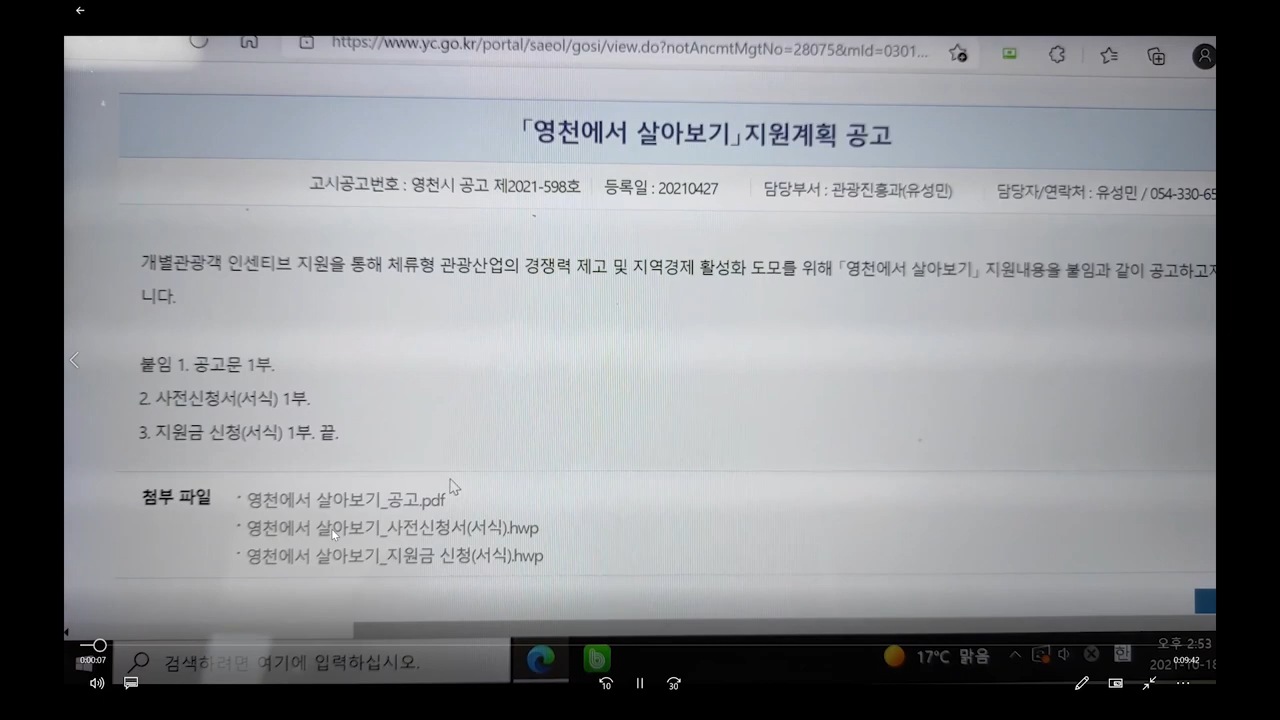 https://www.yc.go.kr/portal/saeol/gosi/view.do?notAncmtMgtNo=28075&mId=0301...
「영천에서 살아보기」지원계획 공고
고시공고번호 : 영천시 공고 제2021-598호 등록일 : 20210427 담당부서 : 관광진흥과(유성민) 담당자/연락처 : 유성민 / 054-330-65
개별관광객 인센티브 지원을 통해 체류형 관광산업의 경쟁력 제고 및 지역경제 활성화 도모를 위해「영천에서 살아보기」 지원내용을 붙임과 같이 공고하고자
니다.
붙임 1. 공고문 1부.
2. 사전신청서(서식) 1부.
3. 지원금 신청(서식) 1부. 끝.
첨부 파일 영천에서 살아보기_공고.pdf
영천에서 살아보기_사전신청서(서식).hwp
영천에서 살아보기_지원금 신청(서식).hwp
검색하려면 여기에 입력하십시오. 17°C 맑음 오후 2:53
2021-10-18
0:00:07 0:09:42
10 30